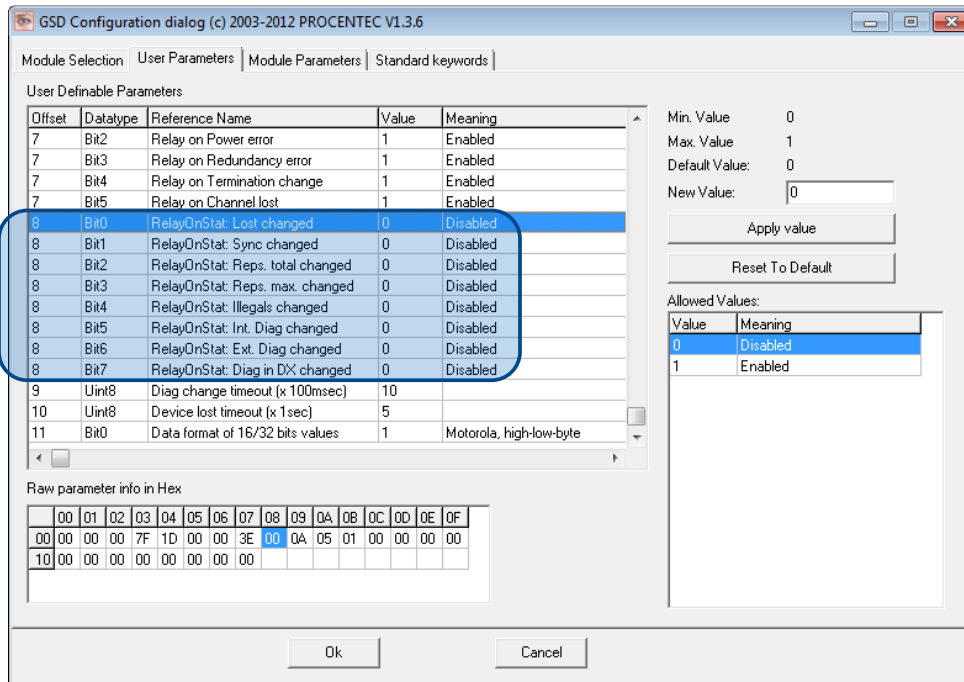 GSD Configuration dialog (c) 2003-2012 PROCENTEC V1.3.6
Module Selection User Parameters Module Parameters Standard keywords
User Definable Parameters
Offset Datatype Reference Name Value Meaning
7 Bit2 Relay on Power error 1 Enabled
7 Bit3 Relay on Redundancy error 1 Enabled
7 Bit4 Relay on Termination change 1 Enabled
7 Bit5 Relay on Channel lost 1 Enabled
8 Bit0 RelayOnStat: Lost changed 0 Disabled
8 Bit1 RelayOnStat: Sync changed 0 Disabled
8 Bit2 RelayOnStat: Reps. total changed 0 Disabled
8 Bit3 RelayOnStat: Reps. max. changed 0 Disabled
8 Bit4 RelayOnStat: Illegals changed 0 Disabled
8 Bit5 RelayOnStat: Int. Diag changed 0 Disabled
8 Bit6 RelayOnStat: Ext. Diag changed 0 Disabled
8 Bit7 RelayOnStat: Diag in DX changed 0 Disabled
9 Uint8 Diag change timeout (x 100msec) 10
10 Uint8 Device lost timeout (x 1sec) 5
11 Bit0 Data format of 16/32 bits values 1 Motorola, high-low-byte
Raw parameter info in Hex
00 01 02 03 04 05 06 07 08 09 0A 0B 0C 0D 0E 0F
00 00 00 00 7F 1D 00 00 3E 00 0A 05 01 00 00 00 00
10 00 00 00 00 00 00 00 00
Min. Value 0
Max. Value 1
Default Value: 0
New Value: 0
Apply value
Reset To Default
Allowed Values:
Value Meaning
0 Disabled
1 Enabled
Ok Cancel